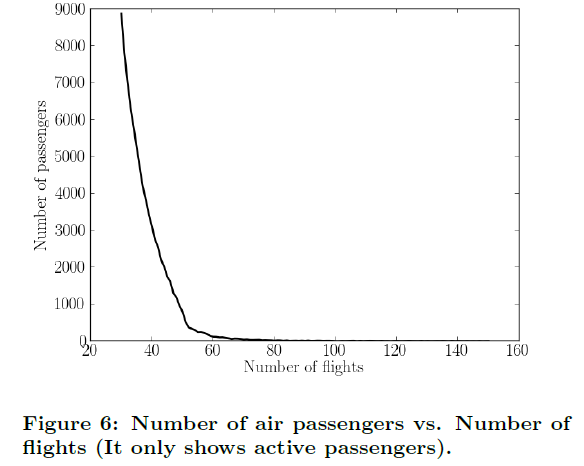 9000
8000
7000
6000
5000
4000
3000
2000
1000
0
Number of passengers
20 40 60 80 100 120 140 160
Number of flights
Figure 6: Number of air passengers vs. Number of
flights (It only shows active passengers).